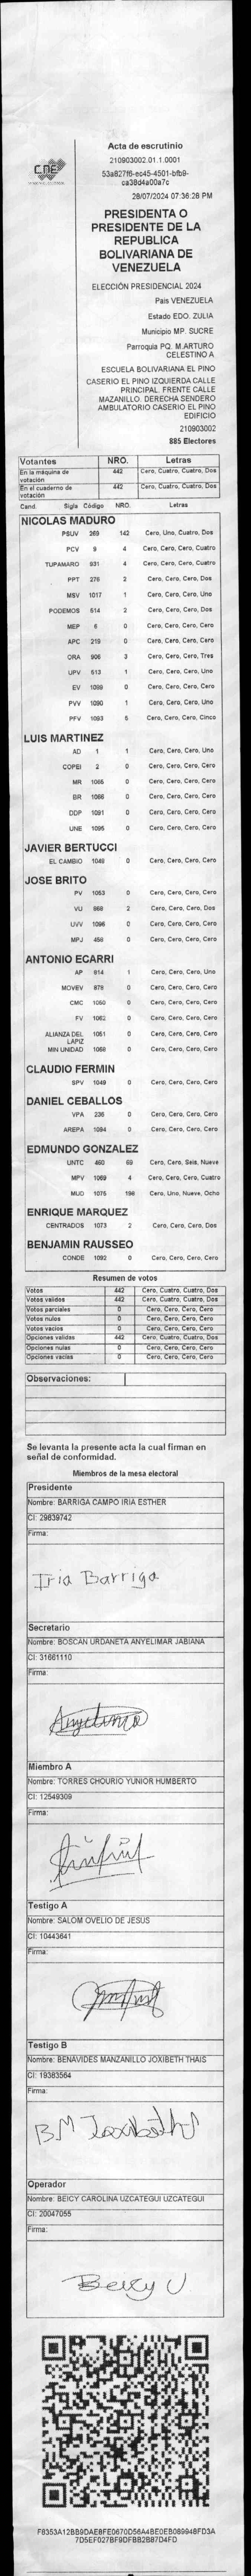 Acta de escrutinio
210903002.01.1.0001
53a827f6-ec45-4501-bfb9-
ca38d4a00a7c
28/07/2024 07:36:28 PM
CNE
PRESIDENTA O
PRESIDENTE DE LA
REPUBLICA
BOLIVARIANA DE
VENEZUELA
ELECCIÓN PRESIDENCIAL 2024
Pais VENEZUELA
Estado EDO. ZULIA
Municipio MP. SUCRE
Parroquia PQ. M.ARTURO
CELESTINO A
ESCUELA BOLIVARIANA EL PINO
CASERIO EL PINO IZQUIERDA CALLE
PRINCIPAL. FRENTE CALLE
MAZANILLO. DERECHA SENDERO
AMBULATORIO CASERIO EL PINO
EDIFICIO
210903002
885 Electores
Votantes NRO. Letras
En la máquina de votación 442 Cero, Cuatro, Cuatro, Dos
En el cuaderno de votación 442 Cero, Cuatro, Cuatro, Dos
Cand. Sigla Código NRO. Letras
NICOLAS MADURO
PSUV 269 142 Cero, Uno, Cuatro, Dos
PCV 9 4 Cero, Cero, Cero, Cuatro
TUPAMARO 931 4 Cero, Cero, Cero, Cuatro
PPT 276 2 Cero, Cero, Cero, Dos
MSV 1017 1 Cero, Cero, Cero, Uno
PODEMOS 514 2 Cero, Cero, Cero, Dos
MEP 6 0 Cero, Cero, Cero, Cero
APC 219 0 Cero, Cero, Cero, Cero
ORA 906 3 Cero, Cero, Cero, Tres
UPV 513 1 Cero, Cero, Cero, Uno
EV 1099 0 Cero, Cero, Cero, Cero
PVV 1090 1 Cero, Cero, Cero, Uno
PFV 1093 5 Cero, Cero, Cero, Cinco
LUIS MARTINEZ
AD 1 1 Cero, Cero, Cero, Uno
COPEI 2 0 Cero, Cero, Cero, Cero
MR 1065 0 Cero, Cero, Cero, Cero
BR 1066 0 Cero, Cero, Cero, Cero
DDP 1091 0 Cero, Cero, Cero, Cero
UNE 1095 0 Cero, Cero, Cero, Cero
JAVIER BERTUCCI
EL CAMBIO 1048 0 Cero, Cero, Cero, Cero
JOSE BRITO
PV 1053 0 Cero, Cero, Cero, Cero
VU 868 2 Cero, Cero, Cero, Dos
UVV 1096 0 Cero, Cero, Cero, Cero
MPJ 456 0 Cero, Cero, Cero, Cero
ANTONIO ECARRI
AP 914 1 Cero, Cero, Cero, Uno
MOVEV 878 0 Cero, Cero, Cero, Cero
CMC 1050 0 Cero, Cero, Cero, Cero
FV 1062 0 Cero, Cero, Cero, Cero
ALIANZA DEL LAPIZ 1051 0 Cero, Cero, Cero, Cero
MIN UNIDAD 1068 0 Cero, Cero, Cero, Cero
CLAUDIO FERMIN
SPV 1049 0 Cero, Cero, Cero, Cero
DANIEL CEBALLOS
VPA 236 0 Cero, Cero, Cero, Cero
AREPA 1094 0 Cero, Cero, Cero, Cero
EDMUNDO GONZALEZ
UNTC 460 69 Cero, Cero, Seis, Nueve
MPV 1069 4 Cero, Cero, Cero, Cuatro
MUD 1075 198 Cero, Uno, Nueve, Ocho
ENRIQUE MARQUEZ
CENTRADOS 1073 2 Cero, Cero, Cero, Dos
BENJAMIN RAUSSEO
CONDE 1092 0 Cero, Cero, Cero, Cero
Resumen de votos
Votos 442 Cero, Cuatro, Cuatro, Dos
Votos validos 442 Cero, Cuatro, Cuatro, Dos
Votos parciales 0 Cero, Cero, Cero, Cero
Votos nulos 0 Cero, Cero, Cero, Cero
Votos vacios 0 Cero, Cero, Cero, Cero
Opciones validas 442 Cero, Cuatro, Cuatro, Dos
Opciones nulas 0 Cero, Cero, Cero, Cero
Opciones vacias 0 Cero, Cero, Cero, Cero
Observaciones:
Se levanta la presente acta la cual firman en
señal de conformidad.
Miembros de la mesa electoral
Presidente
Nombre: BARRIGA CAMPO IRIA ESTHER
CI: 29839742
Firma:
Iria Barriga
Secretario
Nombre: BOSCAN URDANETA ANYELIMAR JABIANA
CI: 31661110
Firma:
Miembro A
Nombre: TORRES CHOURIO YUNIOR HUMBERTO
CI: 12549309
Firma:
Testigo A
Nombre: SALOM OVELIO DE JESUS
CI: 10443641
Firma:
Testigo B
Nombre: BENAVIDES MANZANILLO JOXIBETH THAIS
CI: 19383564
Firma:
BM Joxibeth
Operador
Nombre: BEICY CAROLINA UZCATEGUI UZCATEGUI
CI: 20047055
Firma:
Beicy U
F8353A12BB9DAE8FE0670D56A4BE0EB089948FD3A
7D5EF027BF9DFBB2B87D4FD